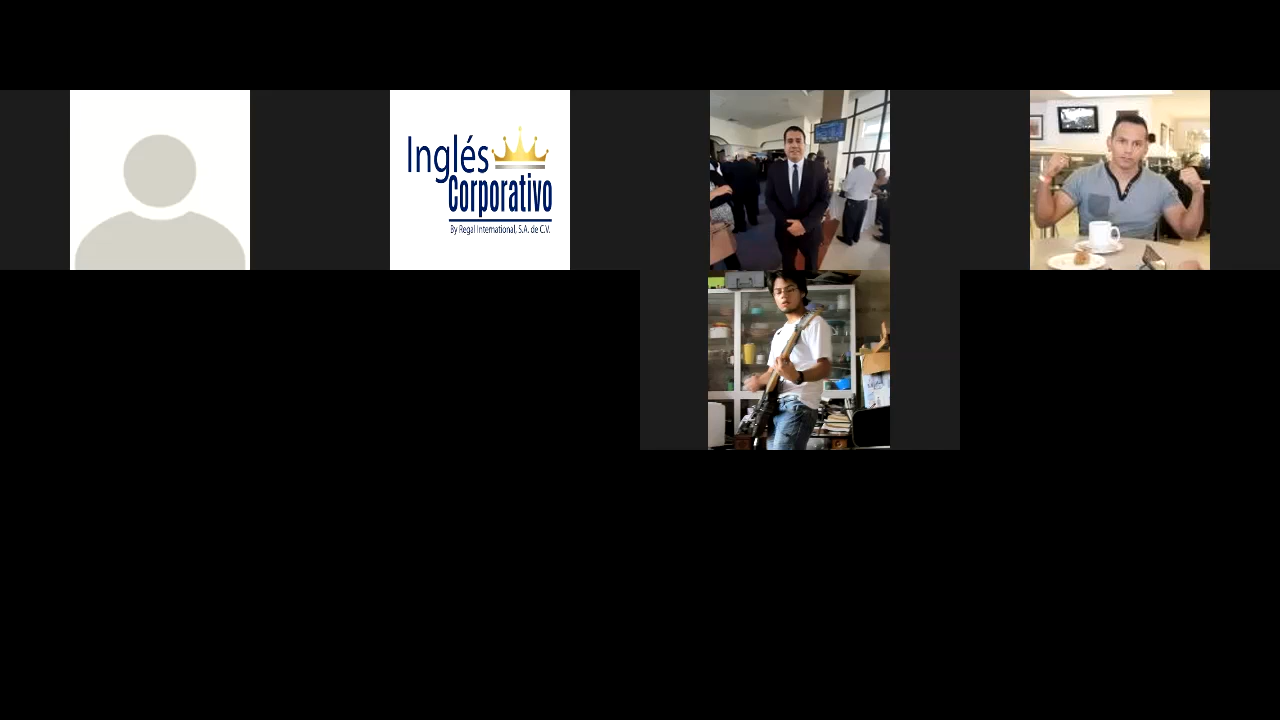 Inglés
Corporativo
By Regal International, S.A. de C.V.